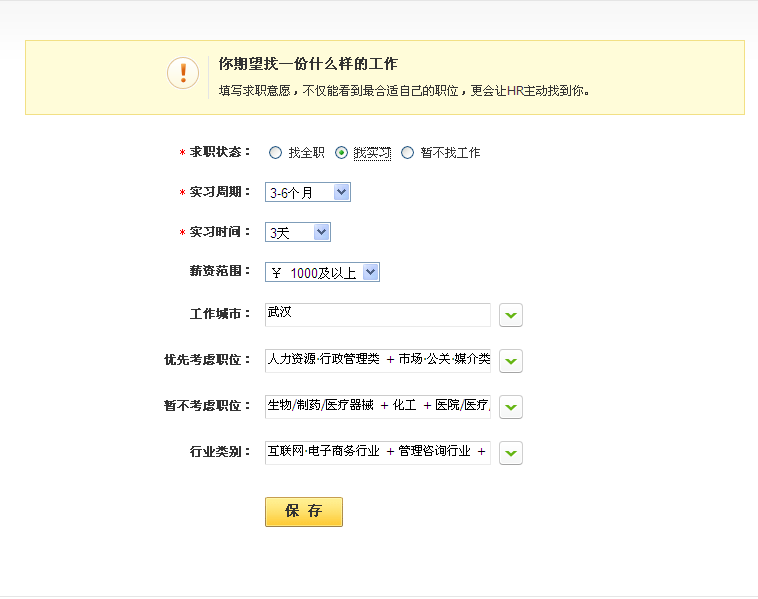 你期望找一份什么样的工作
填写求职意愿，不仅能看到最合适自己的职位，更会让HR主动找到你。
* 求职状态： 找全职 找实习 暂不找工作
* 实习周期： 3-6个月
* 实习时间： 3天
薪资范围： ￥ 1000及以上
工作城市： 武汉
优先考虑职位： 人力资源·行政管理类 + 市场·公关·媒介类
暂不考虑职位： 生物/制药/医疗器械 + 化工 + 医院/医疗
行业类别： 互联网·电子商务行业 + 管理咨询行业 +
保 存